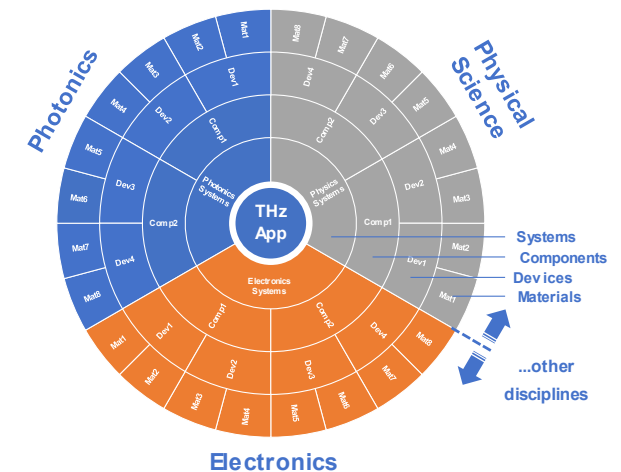 Photonics
Physical
Science
Electronics
THz
App
Photonics
Systems
Comp1
Comp2
Dev1
Dev2
Dev3
Dev4
Mat1
Mat2
Mat3
Mat4
Mat5
Mat6
Mat7
Mat8
Physics
Systems
Comp2
Comp1
Dev4
Dev3
Dev2
Dev1
Mat8
Mat7
Mat6
Mat5
Mat4
Mat3
Mat2
Mat1
Electronics
Systems
Comp1
Comp2
Dev1
Dev2
Dev3
Dev4
Mat1
Mat2
Mat3
Mat4
Mat5
Mat6
Mat7
Mat8
Systems
Components
Devices
Materials
...other
disciplines